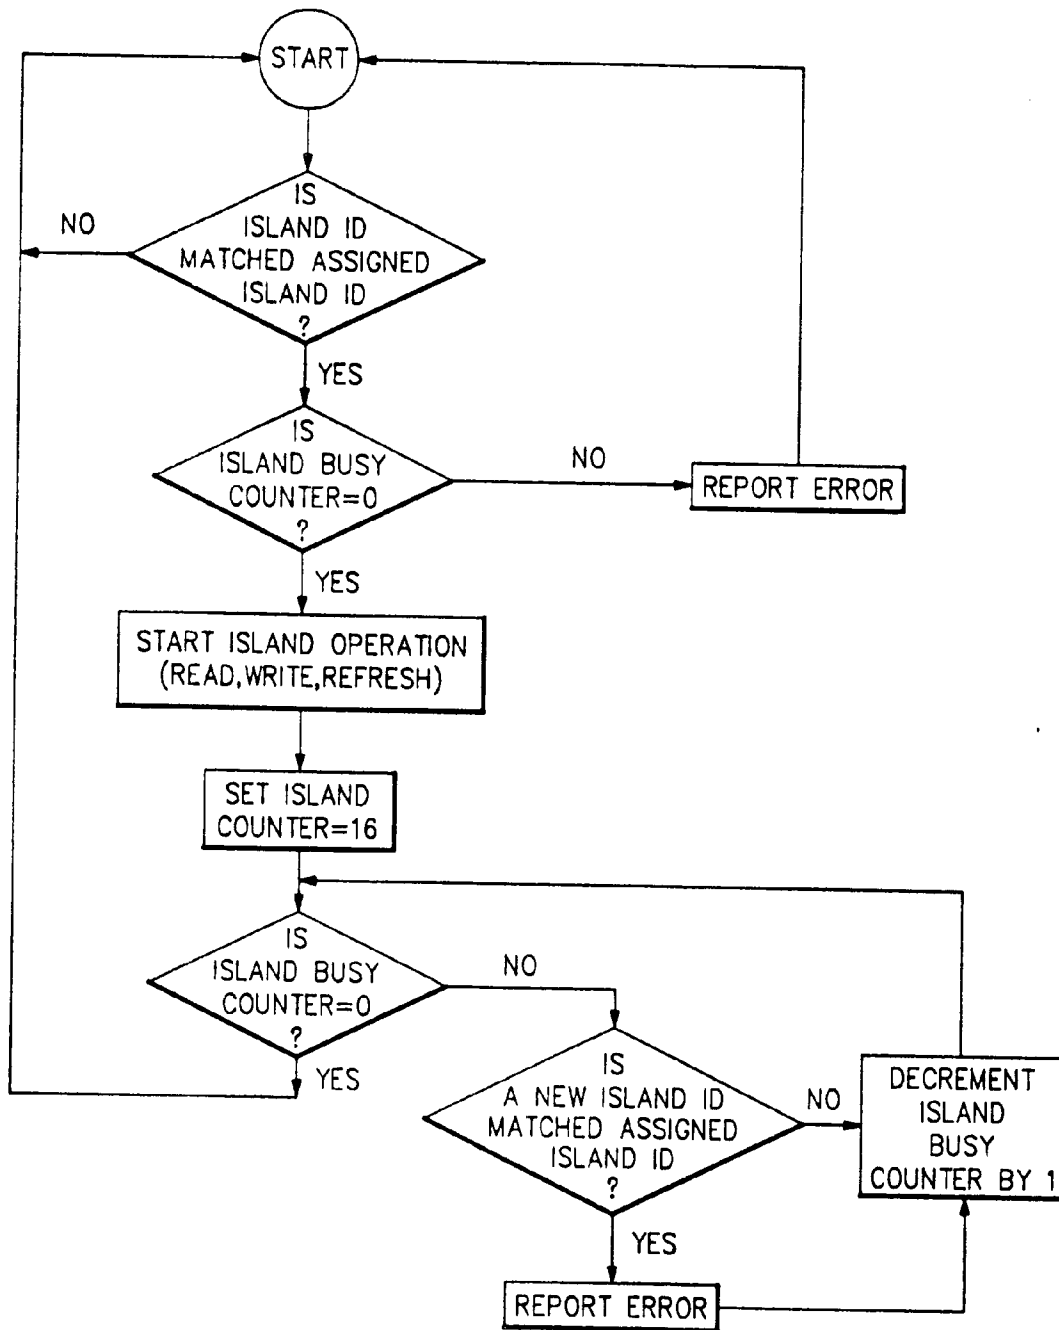 START
IS
ISLAND ID
MATCHED ASSIGNED
ISLAND ID
?
NO
YES
IS
ISLAND BUSY
COUNTER=0
?
NO
REPORT ERROR
YES
START ISLAND OPERATION
(READ,WRITE,REFRESH)
SET ISLAND
COUNTER=16
IS
ISLAND BUSY
COUNTER=0
?
NO
YES
IS
A NEW ISLAND ID
MATCHED ASSIGNED
ISLAND ID
?
NO
DECREMENT
ISLAND
BUSY
COUNTER BY 1
YES
REPORT ERROR